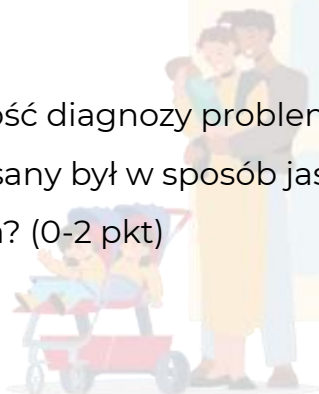 ość diagnozy problem
sany był w sposób jas
? (0-2 pkt)